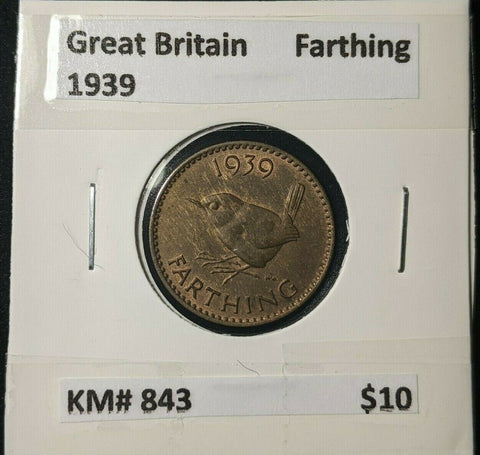 Great Britain Farthing
1939
1939
FARTHING
KM# 843 $10